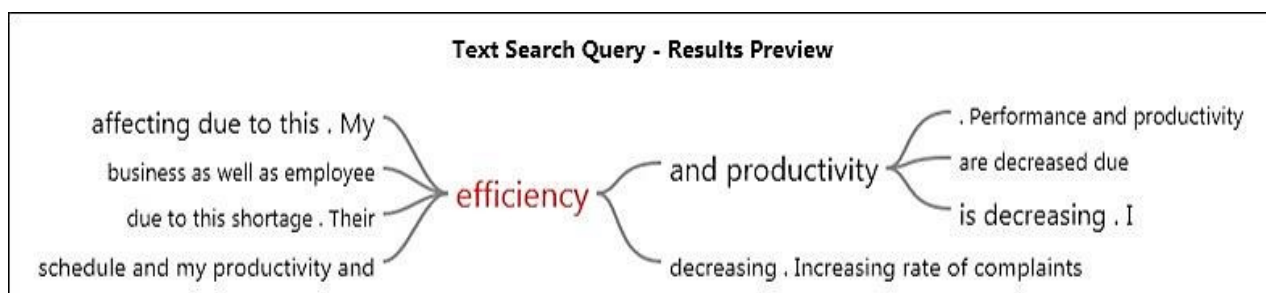 Text Search Query - Results Preview
affecting due to this . My
business as well as employee
due to this shortage . Their
schedule and my productivity and
efficiency
and productivity
decreasing . Increasing rate of complaints
. Performance and productivity
are decreased due
is decreasing . I